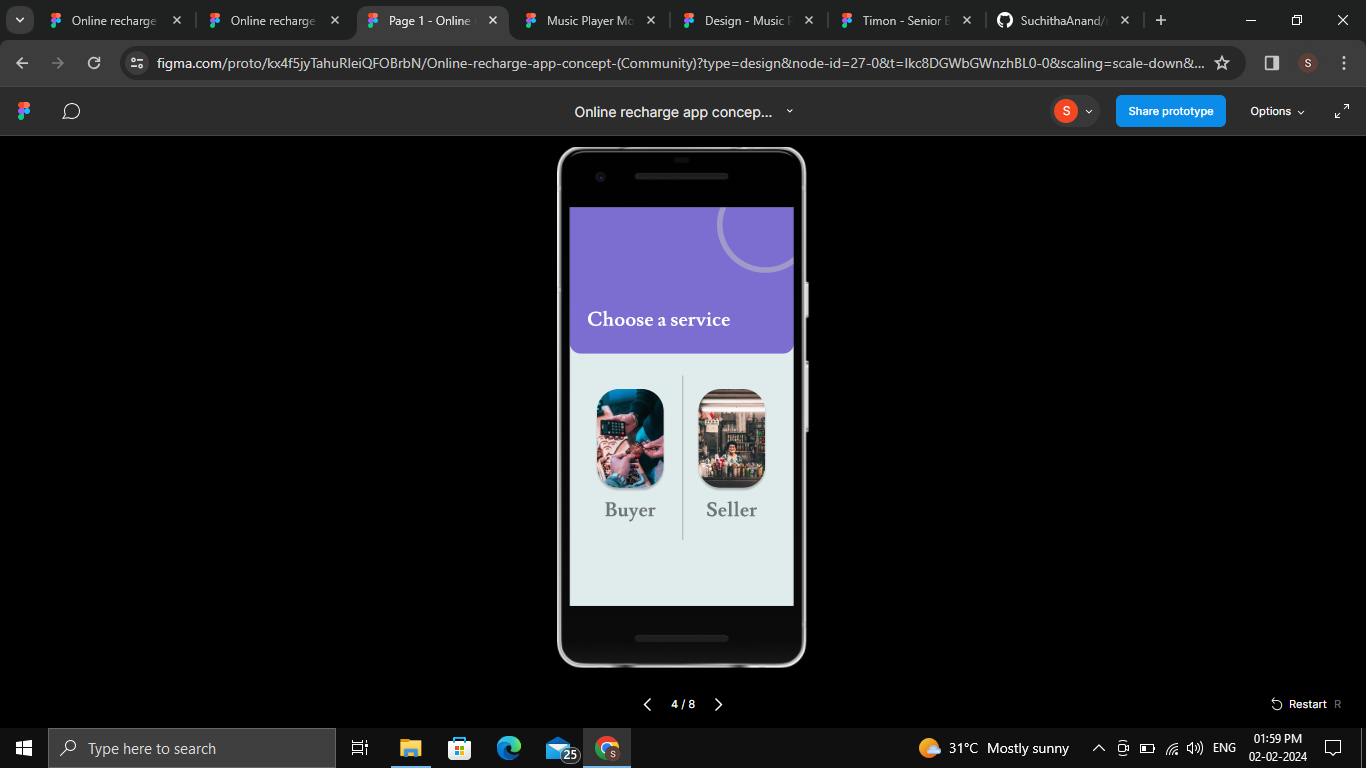 Online recharge
Online recharge
Page 1 - Online
Music Player Mo
Design - Music P
Timon - Senior B
SuchithaAnand/
figma.com/proto/kx4f5jyTahuRleiQFOBrbN/Online-recharge-app-concept-(Community)?type=design&node-id=27-0&t=lkc8DGWbGWnzhBL0-0&scaling=scale-down&...
S
Online recharge app concep...
S
Share prototype
Options
Choose a service
Buyer
Seller
4 / 8
Restart R
Type here to search
25
S
31°C Mostly sunny
ENG
01:59 PM
02-02-2024